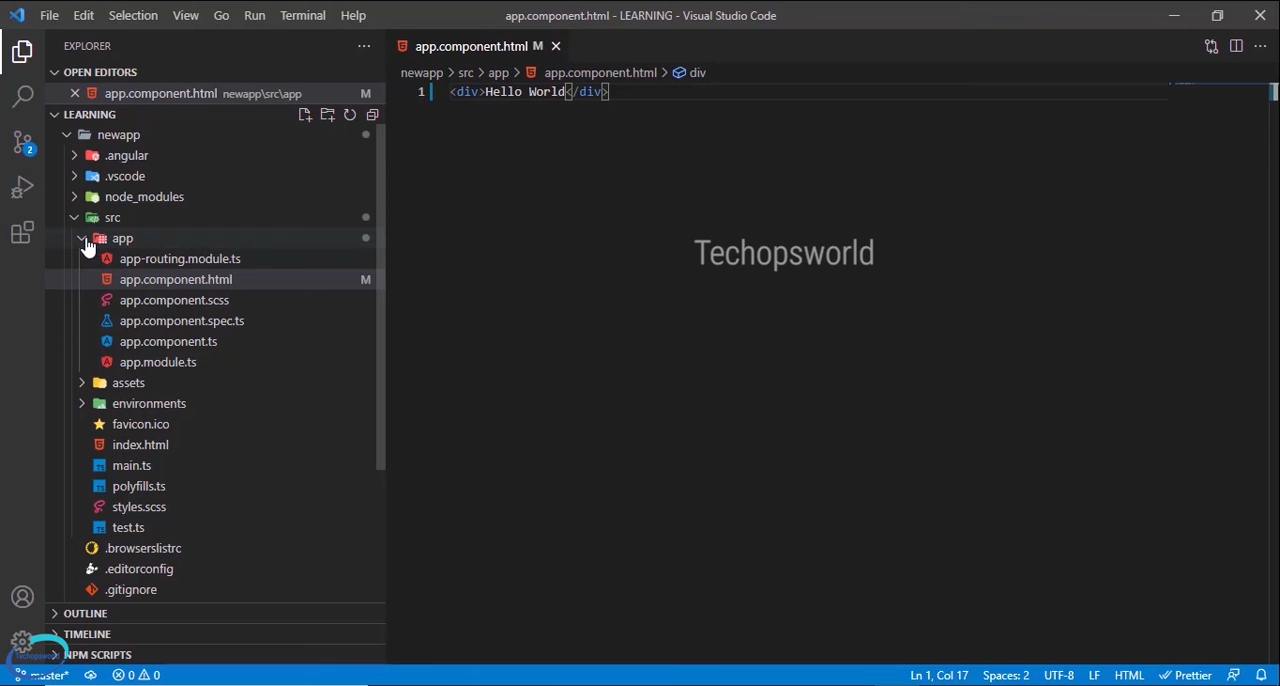 File Edit Selection View Go Run Terminal Help
app.component.html - LEARNING - Visual Studio Code
EXPLORER
OPEN EDITORS
app.component.html newapp\src\app M
LEARNING
newapp
.angular
.vscode
node_modules
src
app
app-routing.module.ts
app.component.html M
app.component.scss
app.component.spec.ts
app.component.ts
app.module.ts
assets
environments
favicon.ico
index.html
main.ts
polyfills.ts
styles.scss
test.ts
.browserslistrc
.editorconfig
.gitignore
OUTLINE
TIMELINE
NPM SCRIPTS
2
app.component.html M
newapp > src > app > app.component.html > div
1 <div>Hello World</div>
Techopsworld
Techopsworld
master* 0 0
Ln 1, Col 17 Spaces: 2 UTF-8 LF HTML Prettier